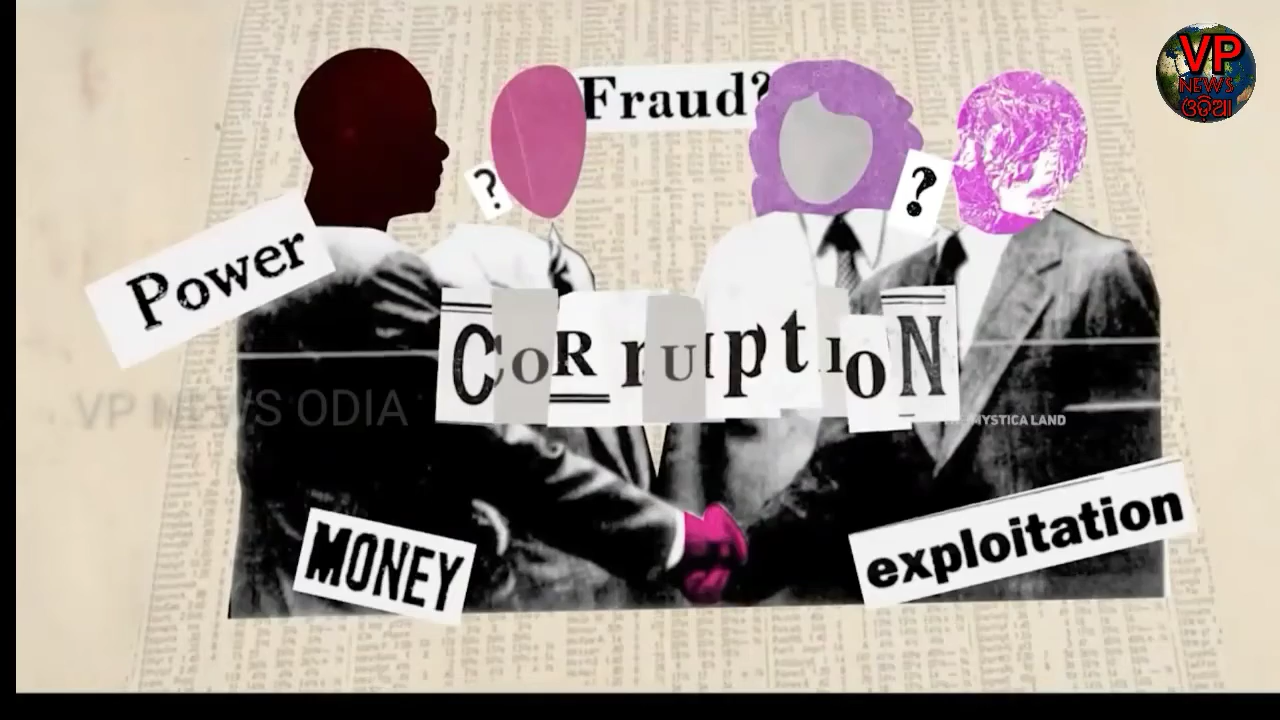 VP
NEWS
ଓଡ଼ିଆ
Fraud?
?
?
Power
CoRrUptioN
VP NEWS ODIA
MYSTICA LAND
MONEY
exploitation